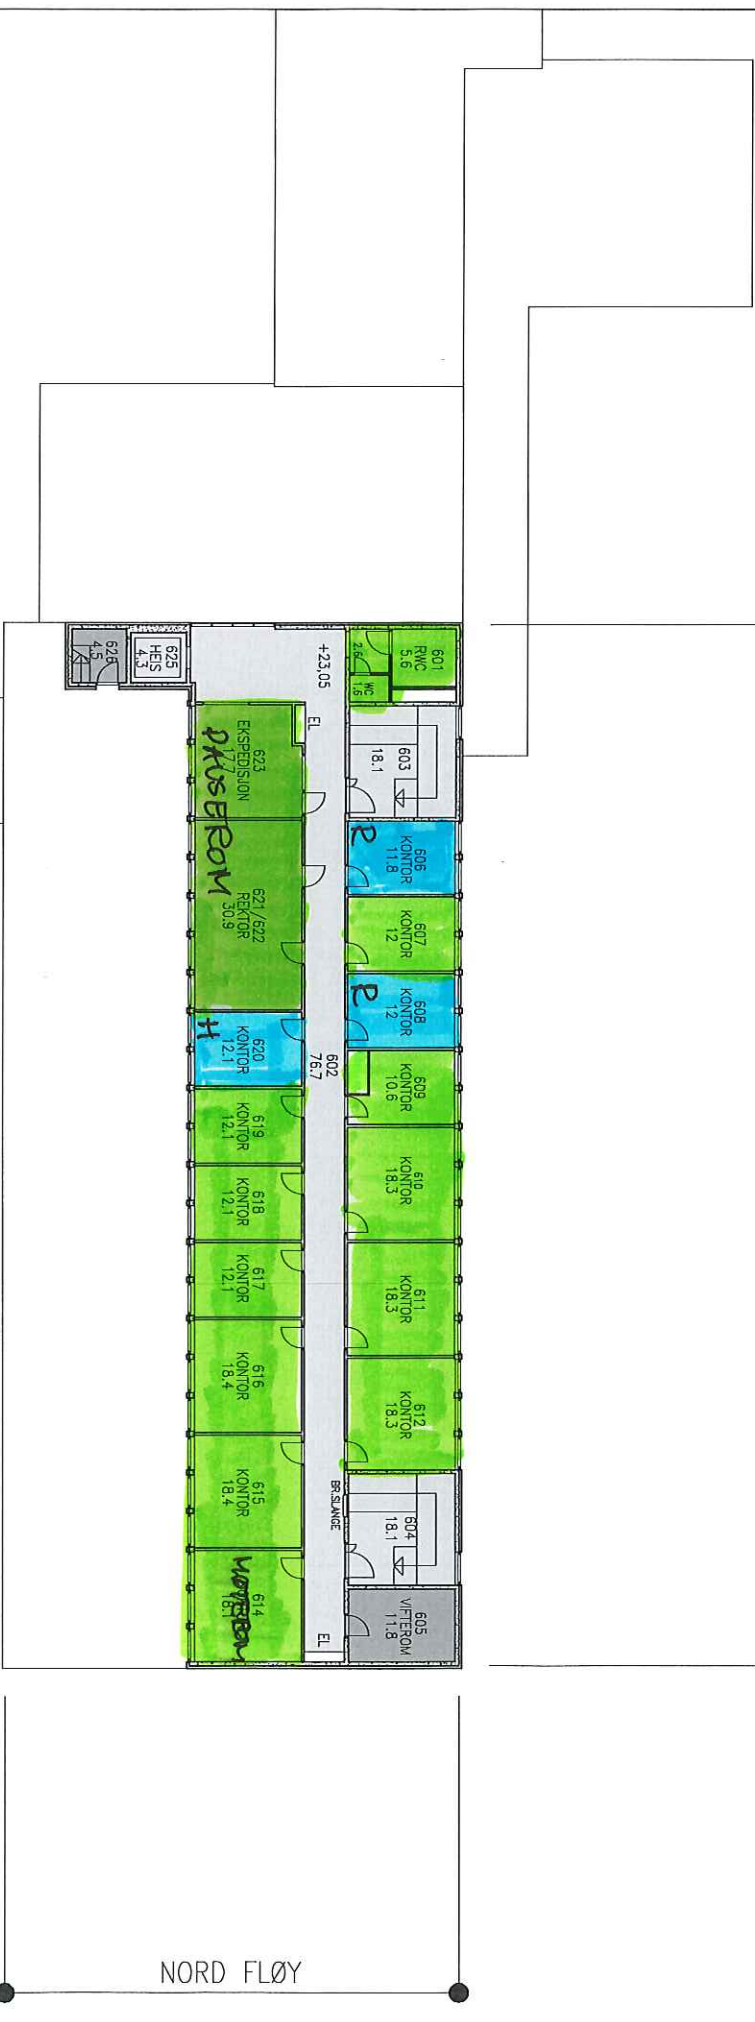 601
RWC
5.6
2.6
WC
1.6
+23,05
625
HEIS
4.3
626
4.5
EL
603
18.1
623
EKSPEDISJON
17.7
PAUSEROM
621/622
REKTOR
30.9
606
KONTOR
11.8
R
607
KONTOR
12
608
KONTOR
12
R
620
KONTOR
12.1
H
602
76.7
609
KONTOR
10.6
619
KONTOR
12.1
610
KONTOR
18.3
618
KONTOR
12.1
611
KONTOR
18.3
617
KONTOR
12.1
616
KONTOR
18.4
612
KONTOR
18.3
615
KONTOR
18.4
BR.SLANGE
604
18.1
614
MØTEROM
18.1
EL
605
VIFTEROM
11.8
NORD FLØY